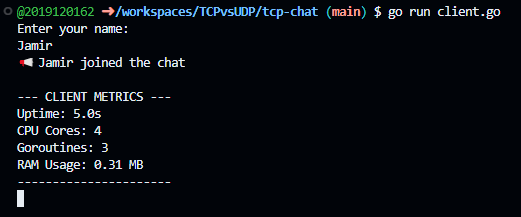 @2019120162 ➜/workspaces/TCPvsUDP/tcp-chat (main) $ go run client.go
Enter your name:
Jamir
📢 Jamir joined the chat
--- CLIENT METRICS ---
Uptime: 5.0s
CPU Cores: 4
Goroutines: 3
RAM Usage: 0.31 MB
----------------------